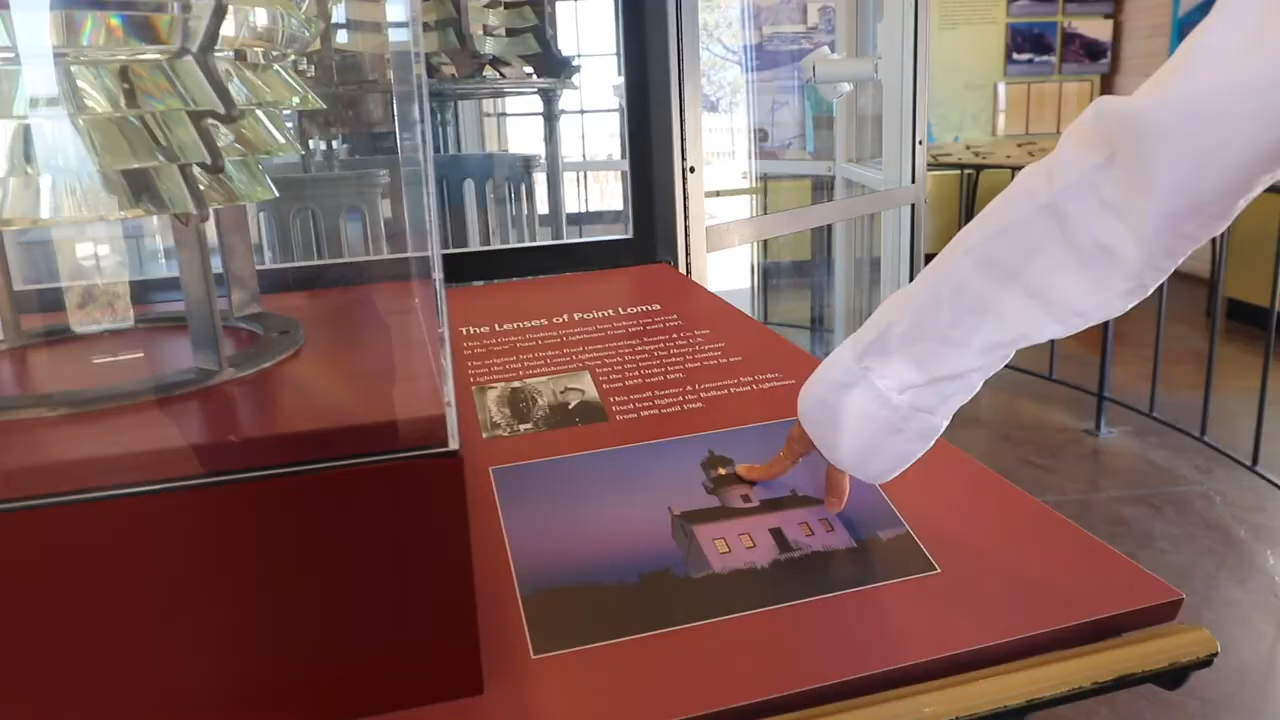 The Lenses of Point Loma
This 3rd Order, flashing (rotating) lens before you served
in the "new" Point Loma Lighthouse from 1891 until 1997.
The original 3rd Order, fixed (non-rotating), Sautter & Co. lens
from the Old Point Loma Lighthouse was shipped to the U.S.
Lighthouse Establishment's New York Depot. The Henry-Lepaute
lens in the tower today is similar
to the 3rd Order lens that was in use
from 1855 until 1891.
This small Sautter & Lemonnier 5th Order,
fixed lens lighted the Ballast Point Lighthouse
from 1890 until 1960.